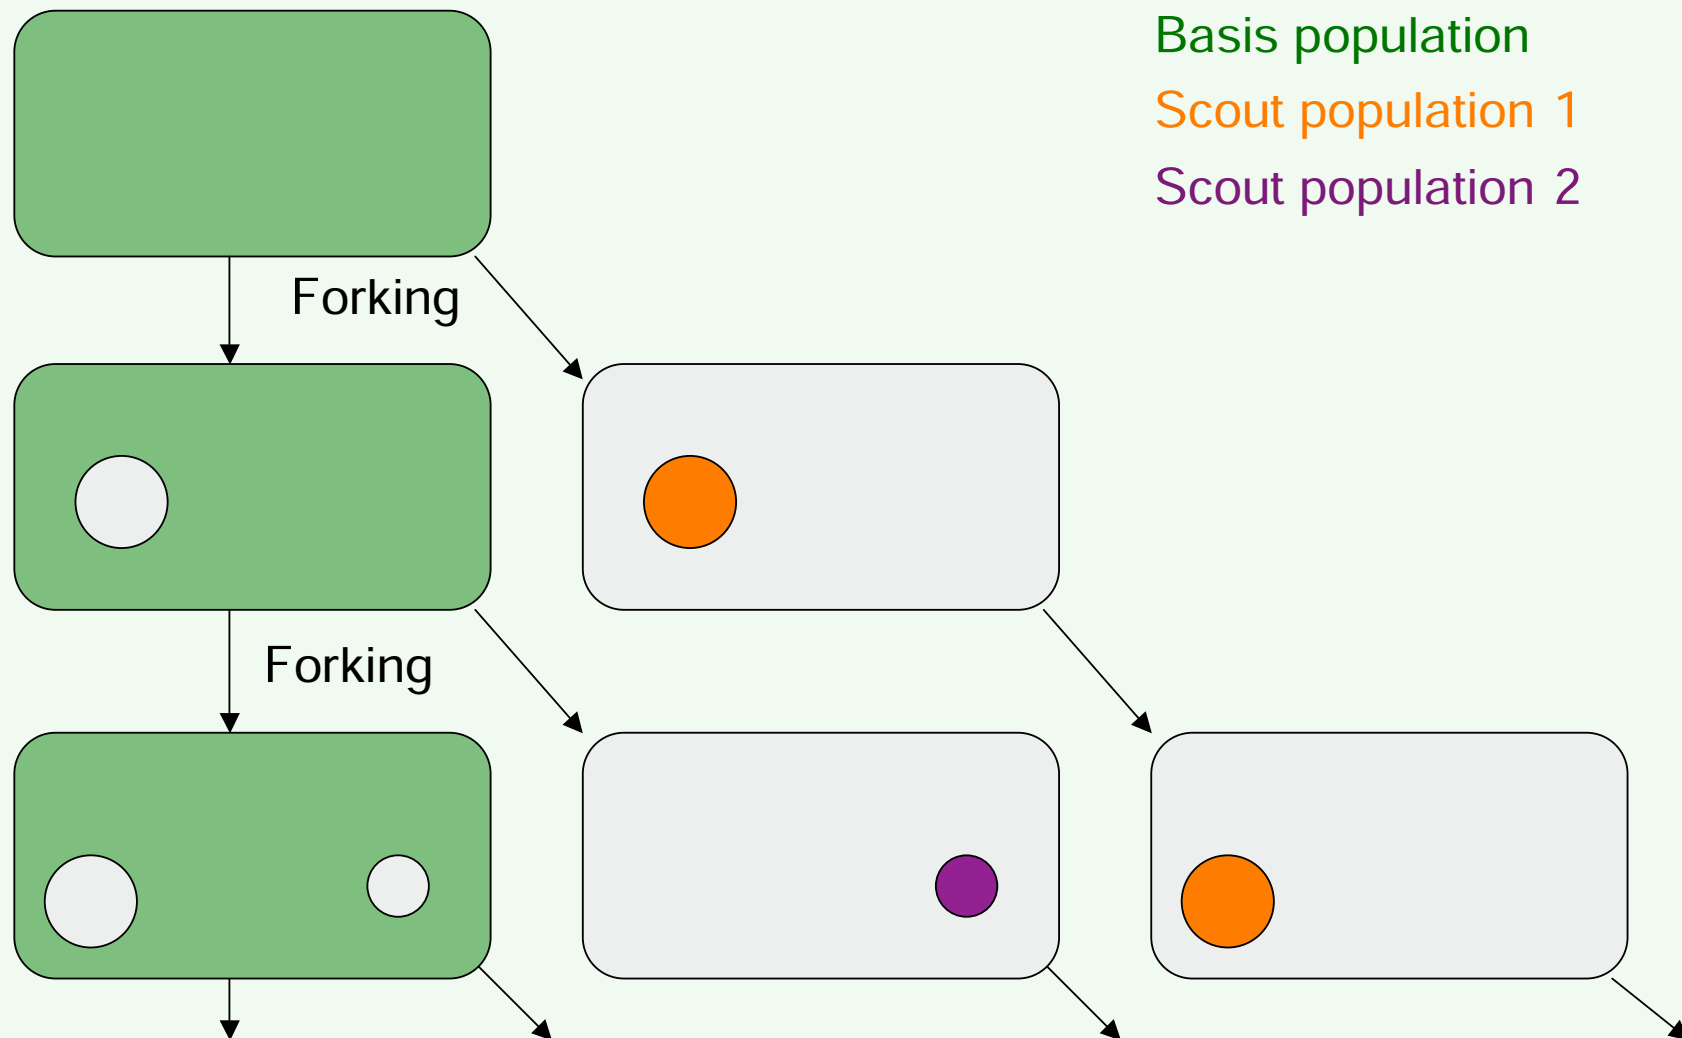 Basis population
Scout population 1
Scout population 2
Forking
Forking